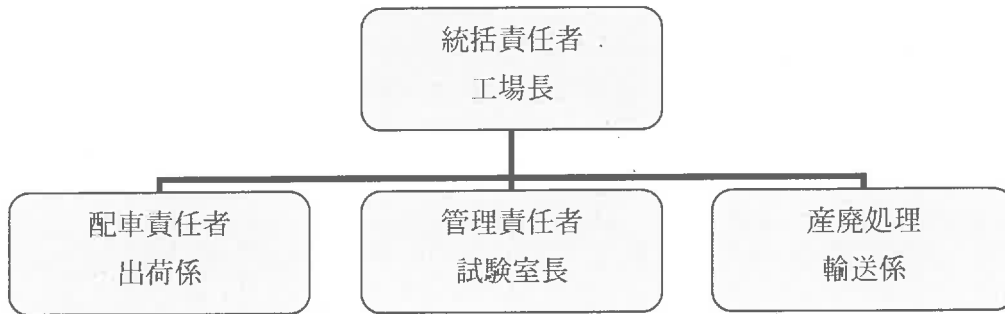 統括責任者
工場長
配車責任者
出荷係
管理責任者
試験室長
産廃処理
輸送係